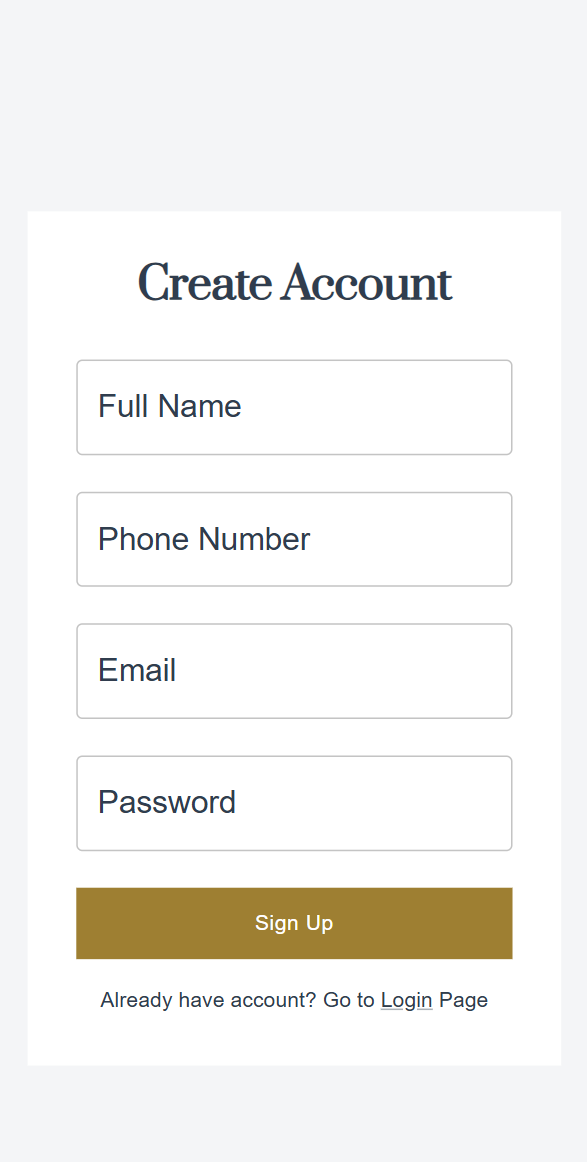 Create Account
Full Name
Phone Number
Email
Password
Sign Up
Already have account? Go to Login Page